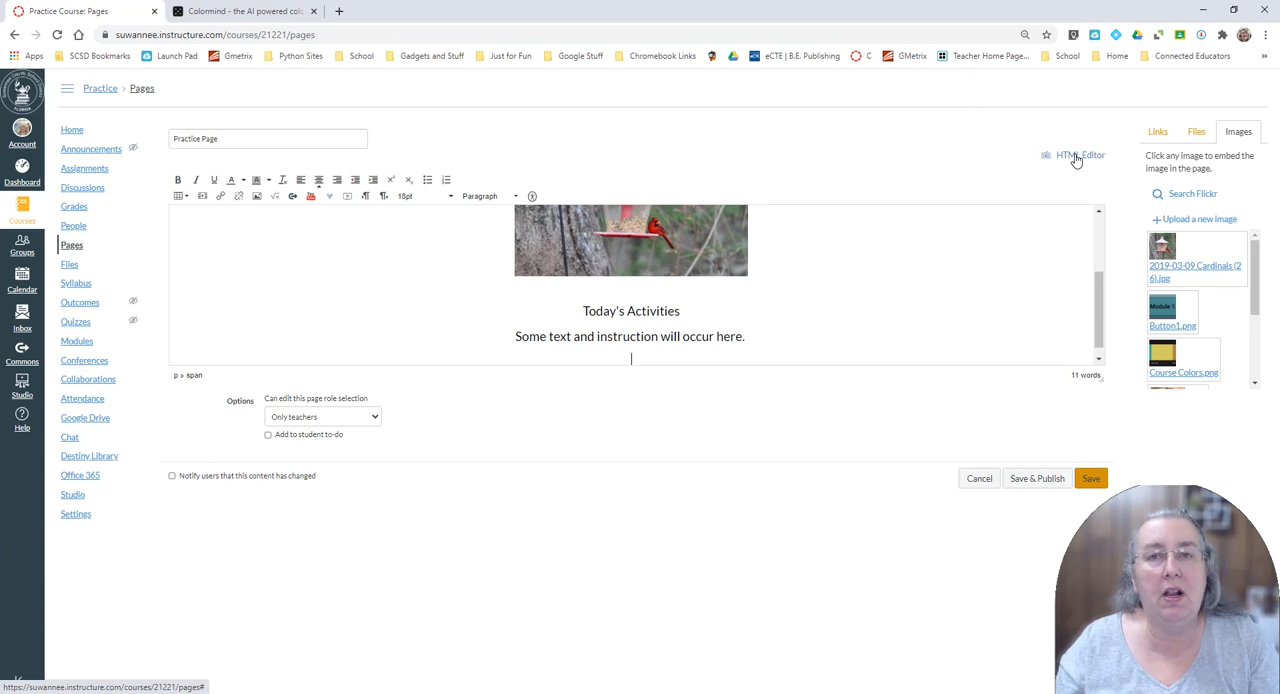 Practice Course: Pages
Colormind - the AI powered colo
suwannee.instructure.com/courses/21221/pages
Apps
SCSD Bookmarks
Launch Pad
Gmetrix
Python Sites
School
Gadgets and Stuff
Just for Fun
Google Stuff
Chromebook Links
eCTE | B.E. Publishing
C
GMetrix
Teacher Home Page...
School
Home
Connected Educators
Practice > Pages
Account
Dashboard
Courses
Groups
Calendar
Inbox
Commons
Studio
Help
Home
Announcements
Assignments
Discussions
Grades
People
Pages
Files
Syllabus
Outcomes
Quizzes
Modules
Conferences
Collaborations
Attendance
Google Drive
Chat
Destiny Library
Office 365
Studio
Settings
Practice Page
HTML Editor
18pt
Paragraph
Today's Activities
Some text and instruction will occur here.
p » span
11 words
Options
Can edit this page role selection
Only teachers
Add to student to-do
Notify users that this content has changed
Cancel
Save & Publish
Save
Links
Files
Images
Click any image to embed the
image in the page.
Search Flickr
Upload a new image
2019-03-09 Cardinals (2
6).jpg
Module 1
Button1.png
Course Colors.png
https://suwannee.instructure.com/courses/21221/pages#